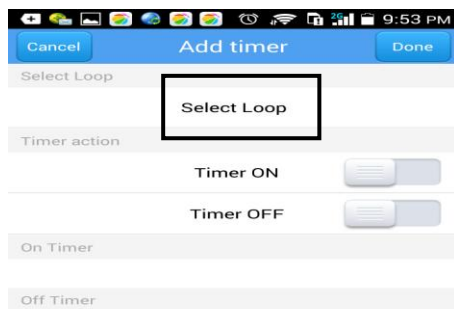 2G 9:53 PM
Cancel Add timer Done
Select Loop
Select Loop
Timer action
Timer ON
Timer OFF
On Timer
Off Timer